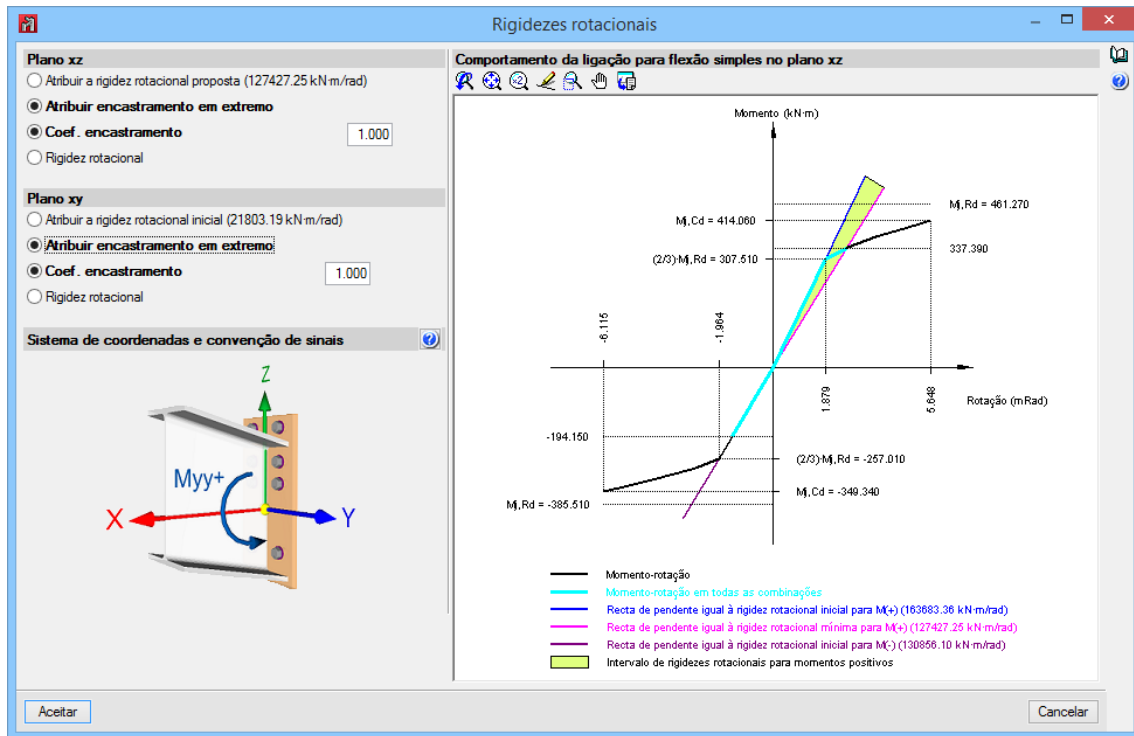 Rigidezes rotacionais
Plano xz
Atribuir a rigidez rotacional proposta (127427.25 kN·m/rad)
Atribuir encastramento em extremo
Coef. encastramento 1.000
Rigidez rotacional
Plano xy
Atribuir a rigidez rotacional inicial (21803.19 kN·m/rad)
Atribuir encastramento em extremo
Coef. encastramento 1.000
Rigidez rotacional
Sistema de coordenadas e convenção de sinais
Z
Myy+
X
Y
Comportamento da ligação para flexão simples no plano xz
Momento (kN·m)
Mj,Rd = 461.270
Mj,Cd = 414.060
337.390
(2/3)·Mj,Rd = 307.510
-6.115
-1.964
1.879
5.648
Rotação (mRad)
-194.150
(2/3)·Mj,Rd = -257.010
Mj,Cd = -349.340
Mj,Rd = -385.510
Momento-rotação
Momento-rotação em todas as combinações
Recta de pendente igual à rigidez rotacional inicial para M(+) (163683.36 kN·m/rad)
Recta de pendente igual à rigidez rotacional mínima para M(+) (127427.25 kN·m/rad)
Recta de pendente igual à rigidez rotacional inicial para M(-) (130856.10 kN·m/rad)
Intervalo de rigidezes rotacionais para momentos positivos
Aceitar
Cancelar